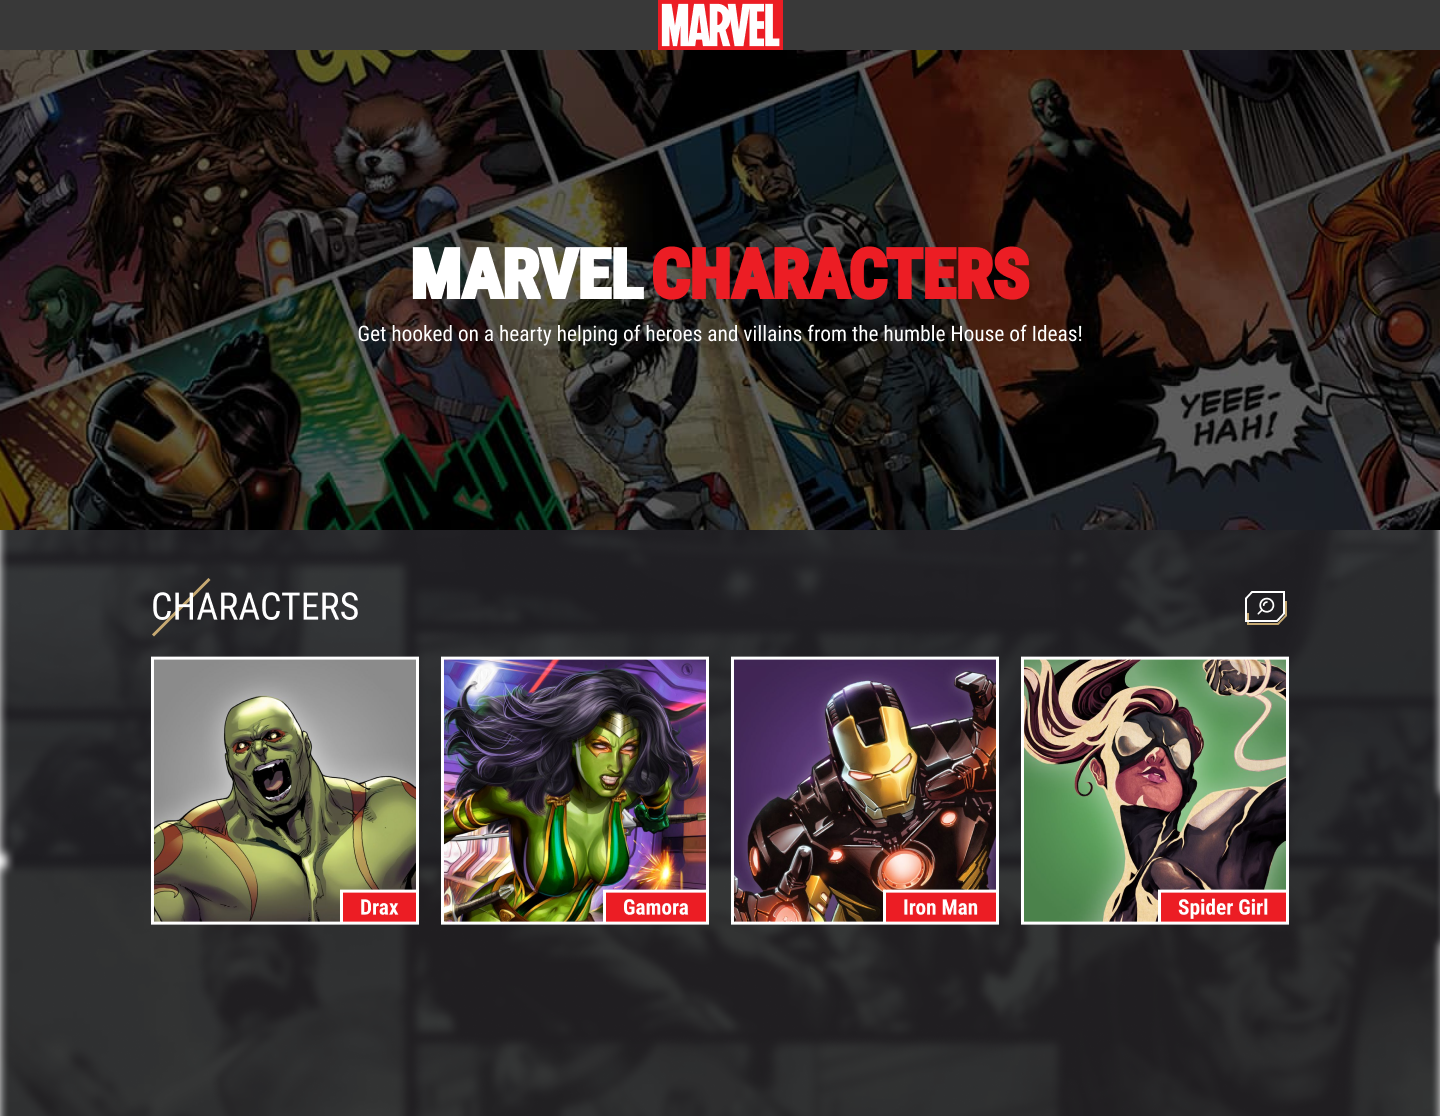 MARVEL
MARVEL CHARACTERS
Get hooked on a hearty helping of heroes and villains from the humble House of Ideas!
YEEE-
HAH!
CHARACTERS
Drax
Gamora
Iron Man
Spider Girl